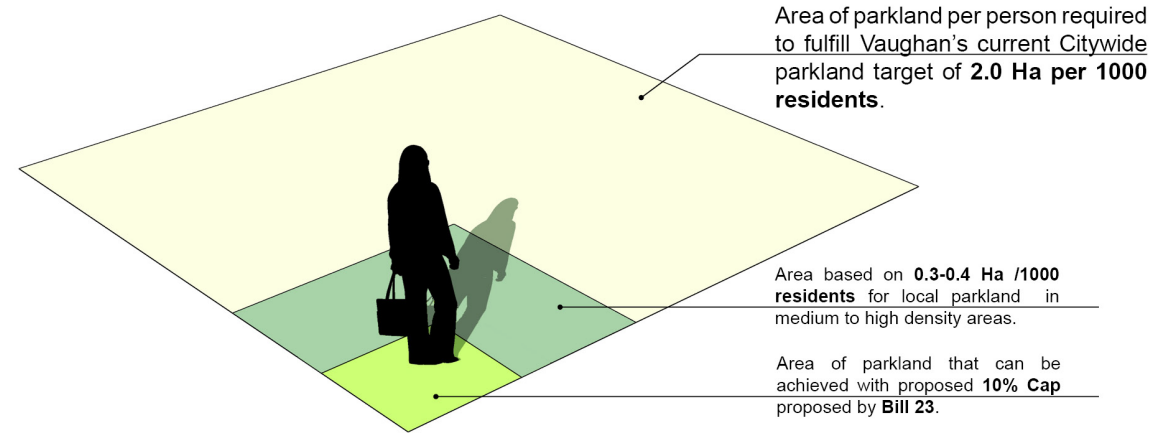 Area of parkland per person required
to fulfill Vaughan’s current Citywide
parkland target of 2.0 Ha per 1000
residents.
Area based on 0.3-0.4 Ha /1000
residents for local parkland in
medium to high density areas.
Area of parkland that can be
achieved with proposed 10% Cap
proposed by Bill 23.